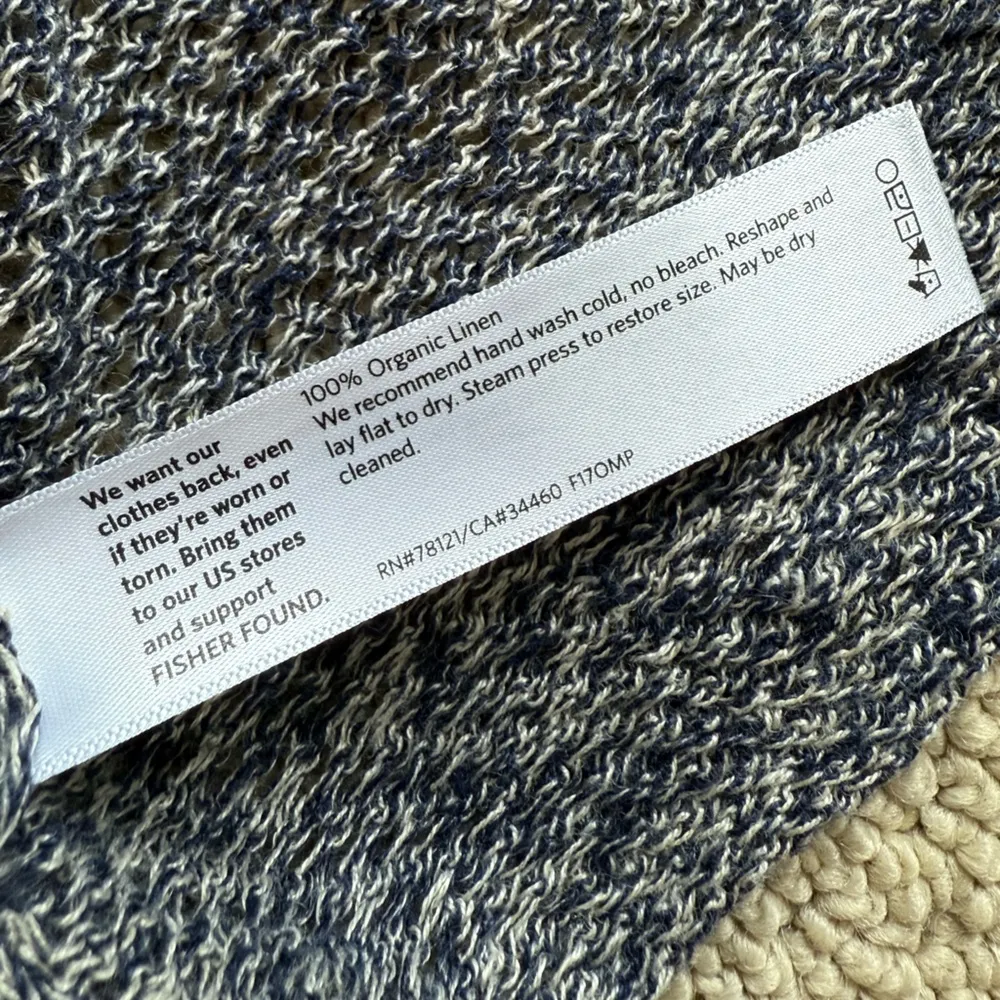 We want our
clothes back, even
if they're worn or
torn. Bring them
to our US stores
and support
FISHER FOUND.
100% Organic Linen
We recommend hand wash cold, no bleach. Reshape and
lay flat to dry. Steam press to restore size. May be dry
cleaned.
RN#78121/CA#34460 F17OMP